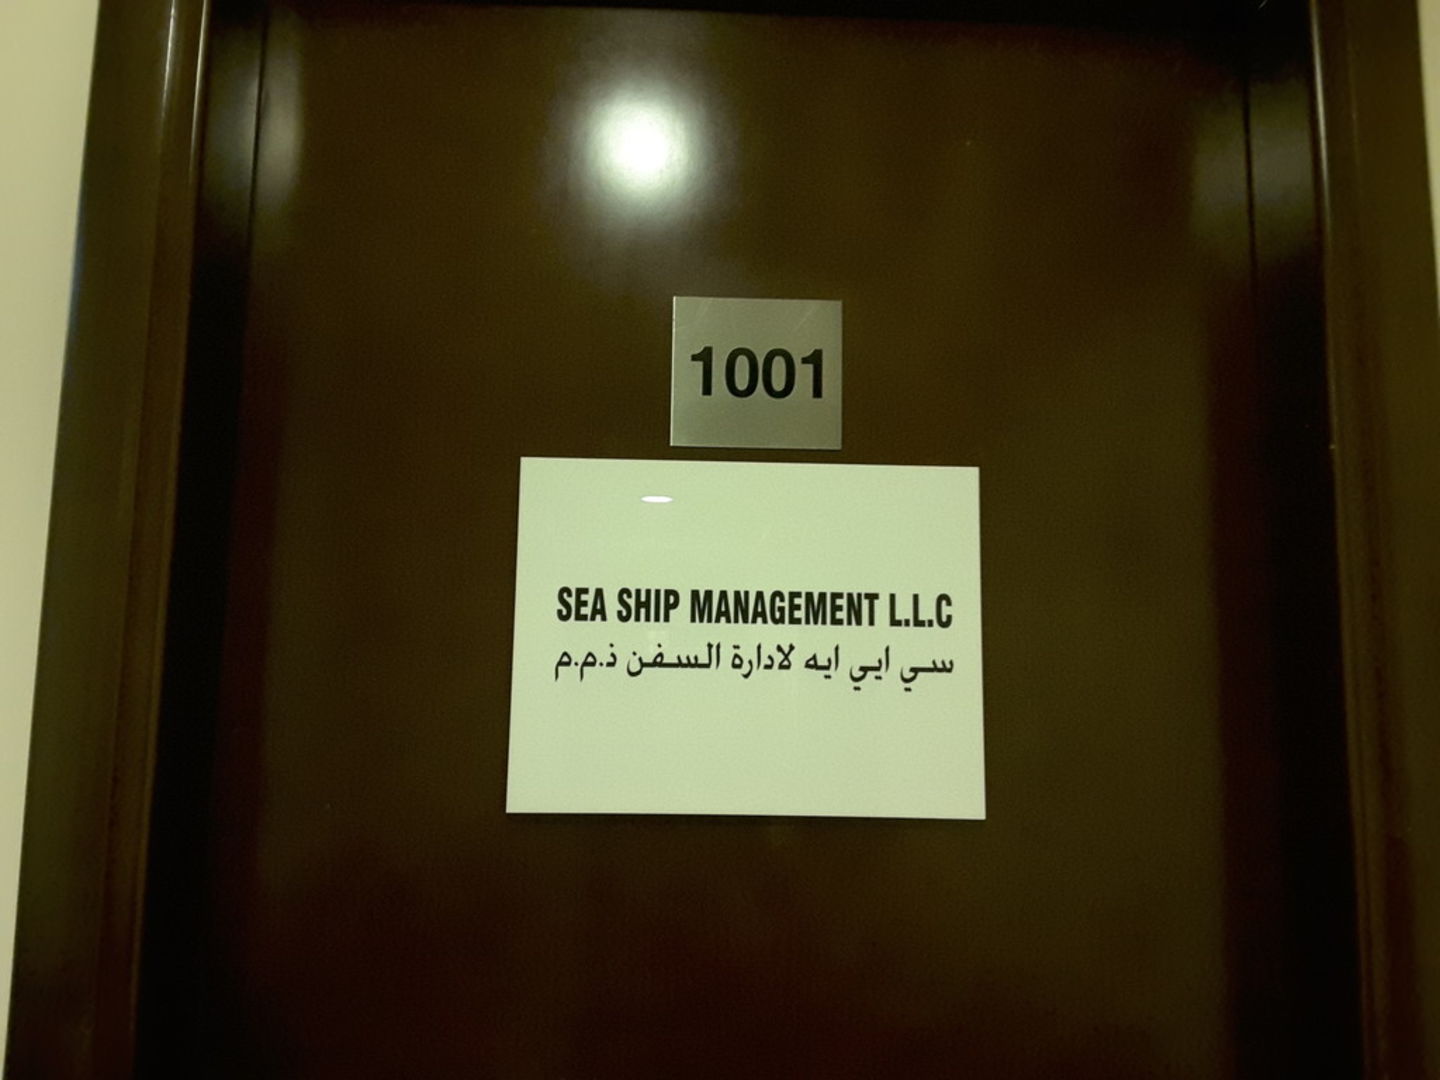 1001
SEA SHIP MANAGEMENT L.L.C
سي ايي ايه لادارة السفن ذ.م.م